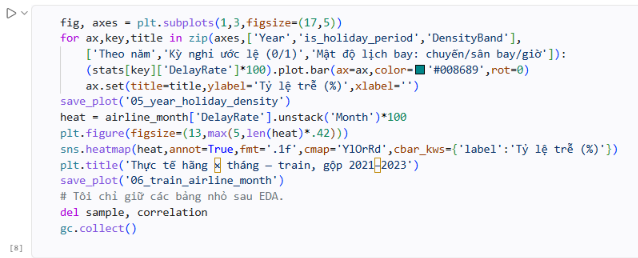 fig, axes = plt.subplots(1,3,figsize=(17,5))
for ax,key,title in zip(axes,['Year','is_holiday_period','DensityBand'],
    ['Theo năm','Kỳ nghỉ ước lệ (0/1)','Mật độ lịch bay: chuyến/sân bay/giờ']):
    (stats[key]['DelayRate']*100).plot.bar(ax=ax,color='#008689',rot=0)
    ax.set(title=title,ylabel='Tỷ lệ trễ (%)',xlabel='')
save_plot('05_year_holiday_density')
heat = airline_month['DelayRate'].unstack('Month')*100
plt.figure(figsize=(13,max(5,len(heat)*.42)))
sns.heatmap(heat,annot=True,fmt='.1f',cmap='YlOrRd',cbar_kws={'label':'Tỷ lệ trễ (%)'})
plt.title('Thực tế hãng × tháng — train, gộp 2021–2023')
save_plot('06_train_airline_month')
# Tôi chỉ giữ các bảng nhỏ sau EDA.
del sample, correlation
gc.collect()
[8]